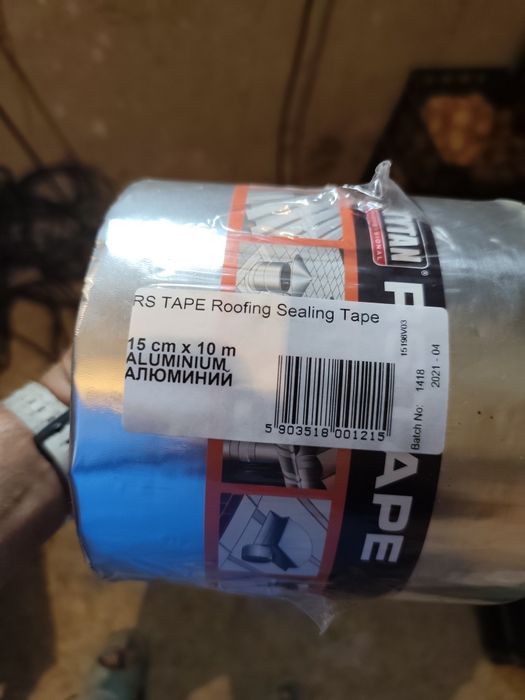 TITAN
PROFESSIONAL
®
RS TAPE Roofing Sealing Tape
15 cm x 10 m
ALUMINIUM
АЛЮМИНИЙ
5 903518 001215
15198V03
Batch No: 1418
2021 - 04
APE